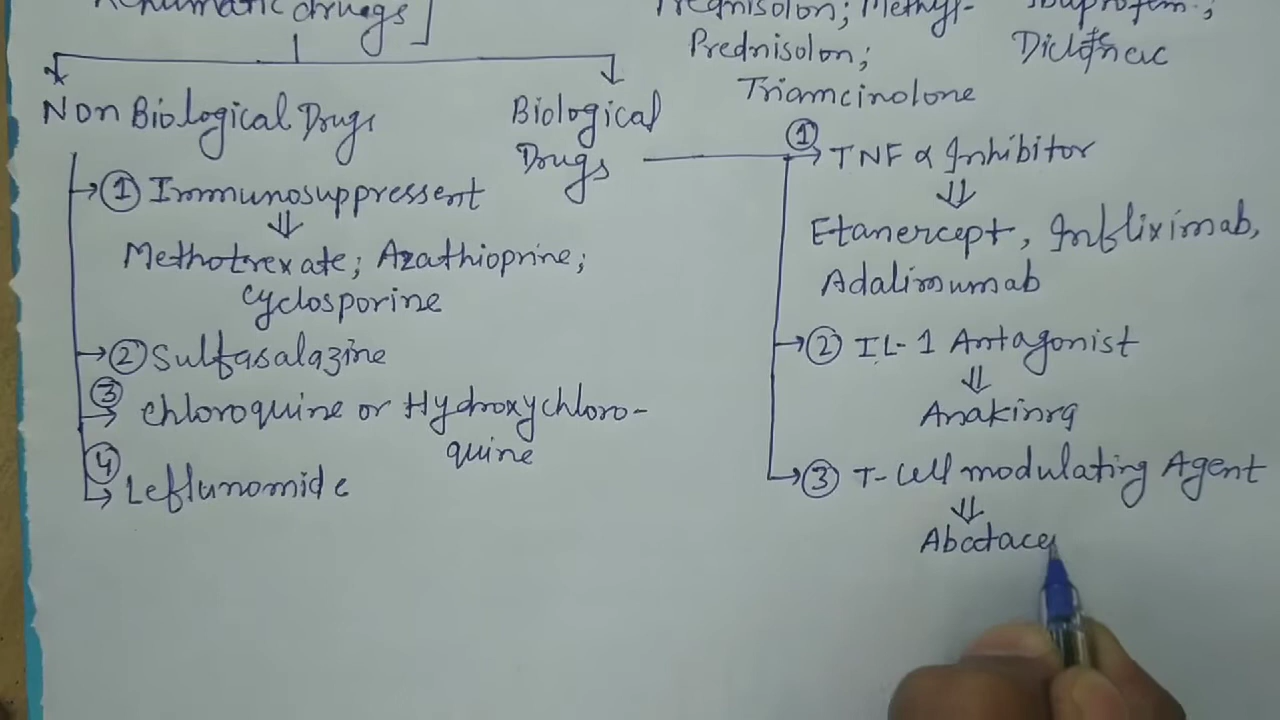 drugs]
Prednisolon; Methyl-
Prednisolon;
Triamcinolone
Diclofenac
Non Biological Drugs
① Immunosuppressent
⇓
Methotrexate; Azathioprine;
cyclosporine
② Sulfasalazine
③ chloroquine or Hydroxychloro-
quine
④ Leflunomide
Biological
Drugs
① TNF α Inhibitor
⇓
Etanercept, Infliximab,
Adalimumab
② IL-1 Antagonist
⇓
Anakinra
③ T-cell modulating Agent
⇓
Abatace